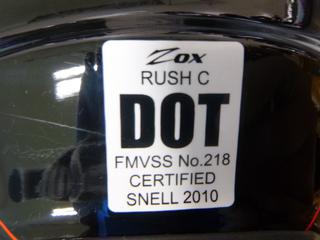 Zox
RUSH C
DOT
FMVSS No.218
CERTIFIED
SNELL 2010